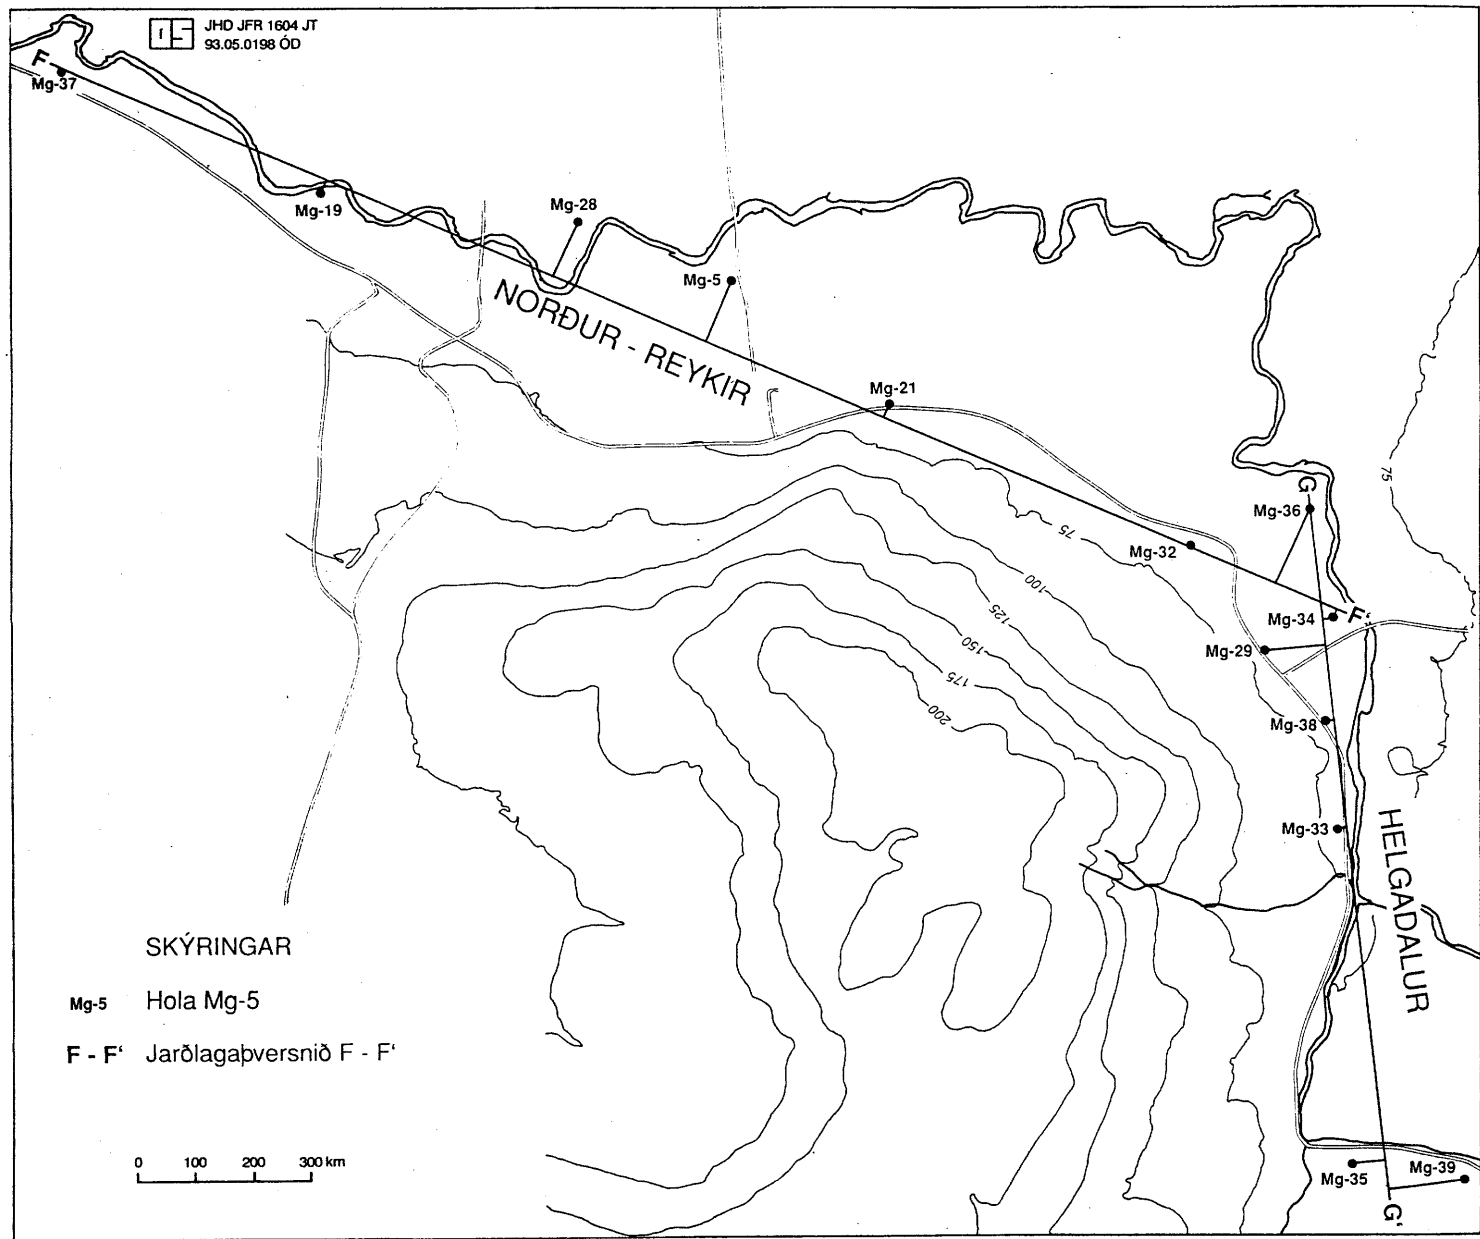 OS
JHD JFR 1604 JT
93.05.0198 ÓD
F
Mg-37
Mg-19
Mg-28
Mg-5
NORÐUR - REYKIR
Mg-21
75
G
Mg-36
75
Mg-32
100
125
Mg-34
F'
150
Mg-29
175
200
Mg-38
Mg-33
HELGADALUR
SKÝRINGAR
Mg-5 Hola Mg-5
F - F' Jarðlagaþversnið F - F'
0 100 200 300 km
Mg-35
Mg-39
G'